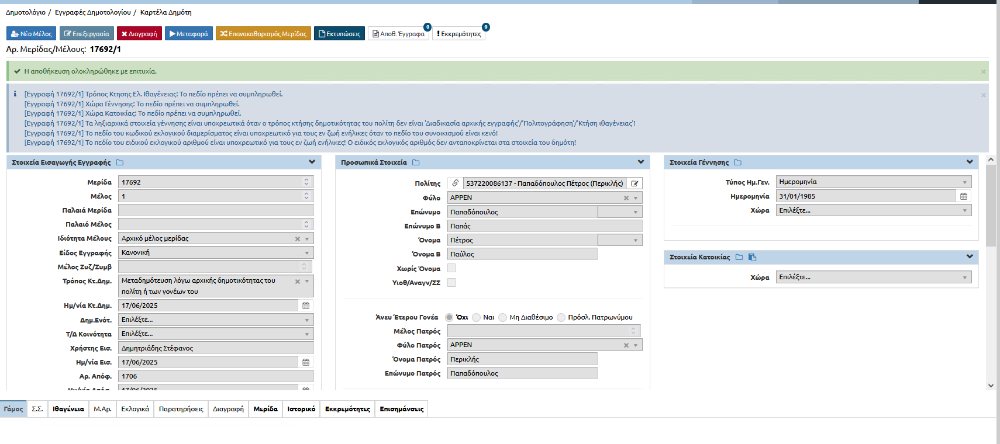 Δημοτολόγιο / Εγγραφές Δημοτολογίου / Καρτέλα Δημότη
Νέο Μέλος Επεξεργασία Διαγραφή Μεταφορά Επανακαθορισμός Μερίδας Εκτυπώσεις Αποθ. Έγγραφα 0 Εκκρεμότητες 0
Αρ. Μερίδας/Μέλους: 17692/1
Η αποθήκευση ολοκληρώθηκε με επιτυχία.
[Εγγραφή 17692/1] Τρόπος Κτησης Ελ. Ιθαγένειας: Το πεδίο πρέπει να συμπληρωθεί.
[Εγγραφή 17692/1] Χώρα Γέννησης: Το πεδίο πρέπει να συμπληρωθεί.
[Εγγραφή 17692/1] Χώρα Κατοικίας: Το πεδίο πρέπει να συμπληρωθεί.
[Εγγραφή 17692/1] Τα ληξιαρχικά στοιχεία γέννησης είναι υποχρεωτικά όταν ο τρόπος κτήσης δημοτικότητας του πολίτη δεν είναι 'Διαδικασία αρχικής εγγραφής'/'Πολιτογράφηση'/'Κτήση ιθαγένειας'!
[Εγγραφή 17692/1] Το πεδίο του κωδικού εκλογικού διαμερίσματος είναι υποχρεωτικό για τους εν ζωή ενήλικες όταν το πεδίο του συνοικισμού είναι κενό!
[Εγγραφή 17692/1] Το πεδίο του ειδικού εκλογικού αριθμού είναι υποχρεωτικό για τους εν ζωή ενήλικες! Ο ειδικός εκλογικός αριθμός δεν ανταποκρίνεται στα στοιχεία του δημότη!
Στοιχεία Εισαγωγής Εγγραφής
Μερίδα 17692
Μέλος 1
Παλαιά Μερίδα
Παλαιό Μέλος
Ιδιότητα Μέλους Αρχικό μέλος μερίδας
Είδος Εγγραφής Κανονική
Μέλος Συζ/Συμβ
Τρόπος Κτ.Δημ. Μεταδημότευση λόγω αρχικής δημοτικότητας του
πολίτη ή των γονέων του
Ημ/νία Κτ.Δημ. 17/06/2025
Δημ.Ενότ. Επιλέξτε...
Τ/Δ Κοινότητα Επιλέξτε...
Χρήστης Εισ. Δημητριάδης Στέφανος
Ημ/νία Εισ. 17/06/2025
Αρ. Απόφ. 1706
Ημ/νία Απόφ. 17/06/2025
Προσωπικά Στοιχεία
Πολίτης 537220086137 - Παπαδόπουλος Πέτρος (Περικλής)
Φύλο ΑΡΡΕΝ
Επώνυμο Παπαδόπουλος
Επώνυμο Β Παπάς
Όνομα Πέτρος
Όνομα Β Παύλος
Χωρίς Όνομα
Υιοθ/Αναγν/ΣΣ
Άνευ Έτερου Γονέα Όχι Ναι Μη Διαθέσιμο Πρόσλ. Πατρωνύμου
Μέλος Πατρός
Φύλο Πατρός ΑΡΡΕΝ
Όνομα Πατρός Περικλής
Επώνυμο Πατρός Παπαδόπουλος
Στοιχεία Γέννησης
Τύπος Ημ.Γεν. Ημερομηνία
Ημερομηνία 31/01/1985
Χώρα Επιλέξτε...
Στοιχεία Κατοικίας
Χώρα Επιλέξτε...
Γάμος Σ.Σ. Ιθαγένεια Μ.Αρ. Εκλογικά Παρατηρήσεις Διαγραφή Μερίδα Ιστορικό Εκκρεμότητες Επισημάνσεις